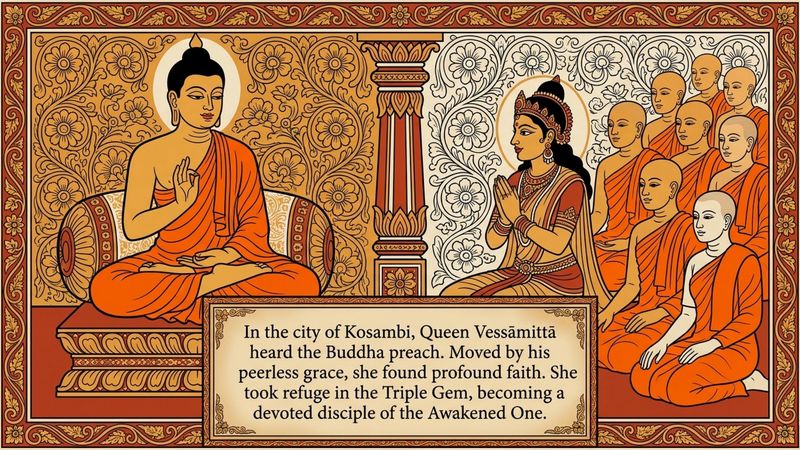 In the city of Kosambi, Queen Vessāmittā
heard the Buddha preach. Moved by his
peerless grace, she found profound faith. She
took refuge in the Triple Gem, becoming a
devoted disciple of the Awakened One.